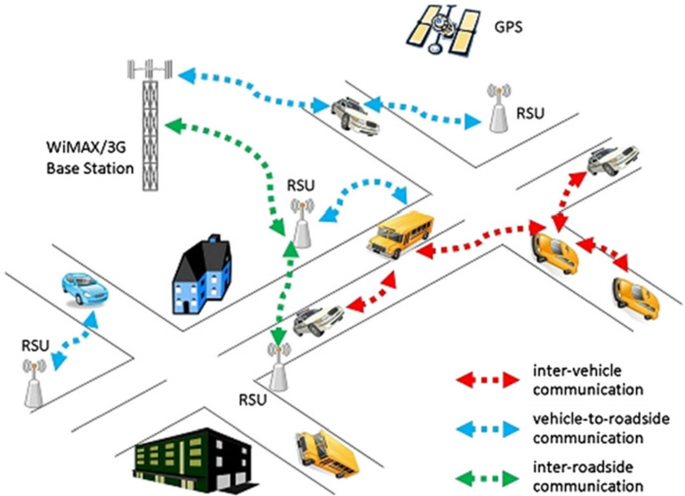 GPS
RSU
WiMAX/3G
Base Station
RSU
RSU
RSU
inter-vehicle
communication
vehicle-to-roadside
communication
inter-roadside
communication